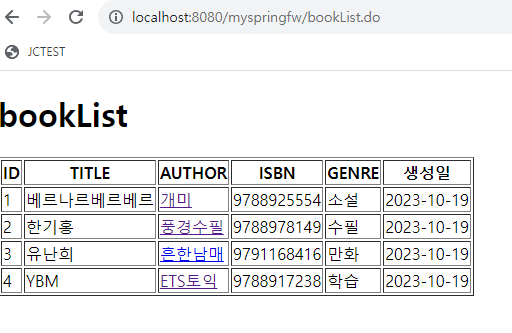 localhost:8080/myspringfw/bookList.do
JCTEST
bookList
ID TITLE AUTHOR ISBN GENRE 생성일
1 베르나르베르베르 개미 9788925554 소설 2023-10-19
2 한기홍 풍경수필 9788978149 수필 2023-10-19
3 유난희 흔한남매 9791168416 만화 2023-10-19
4 YBM ETS토익 9788917238 학습 2023-10-19